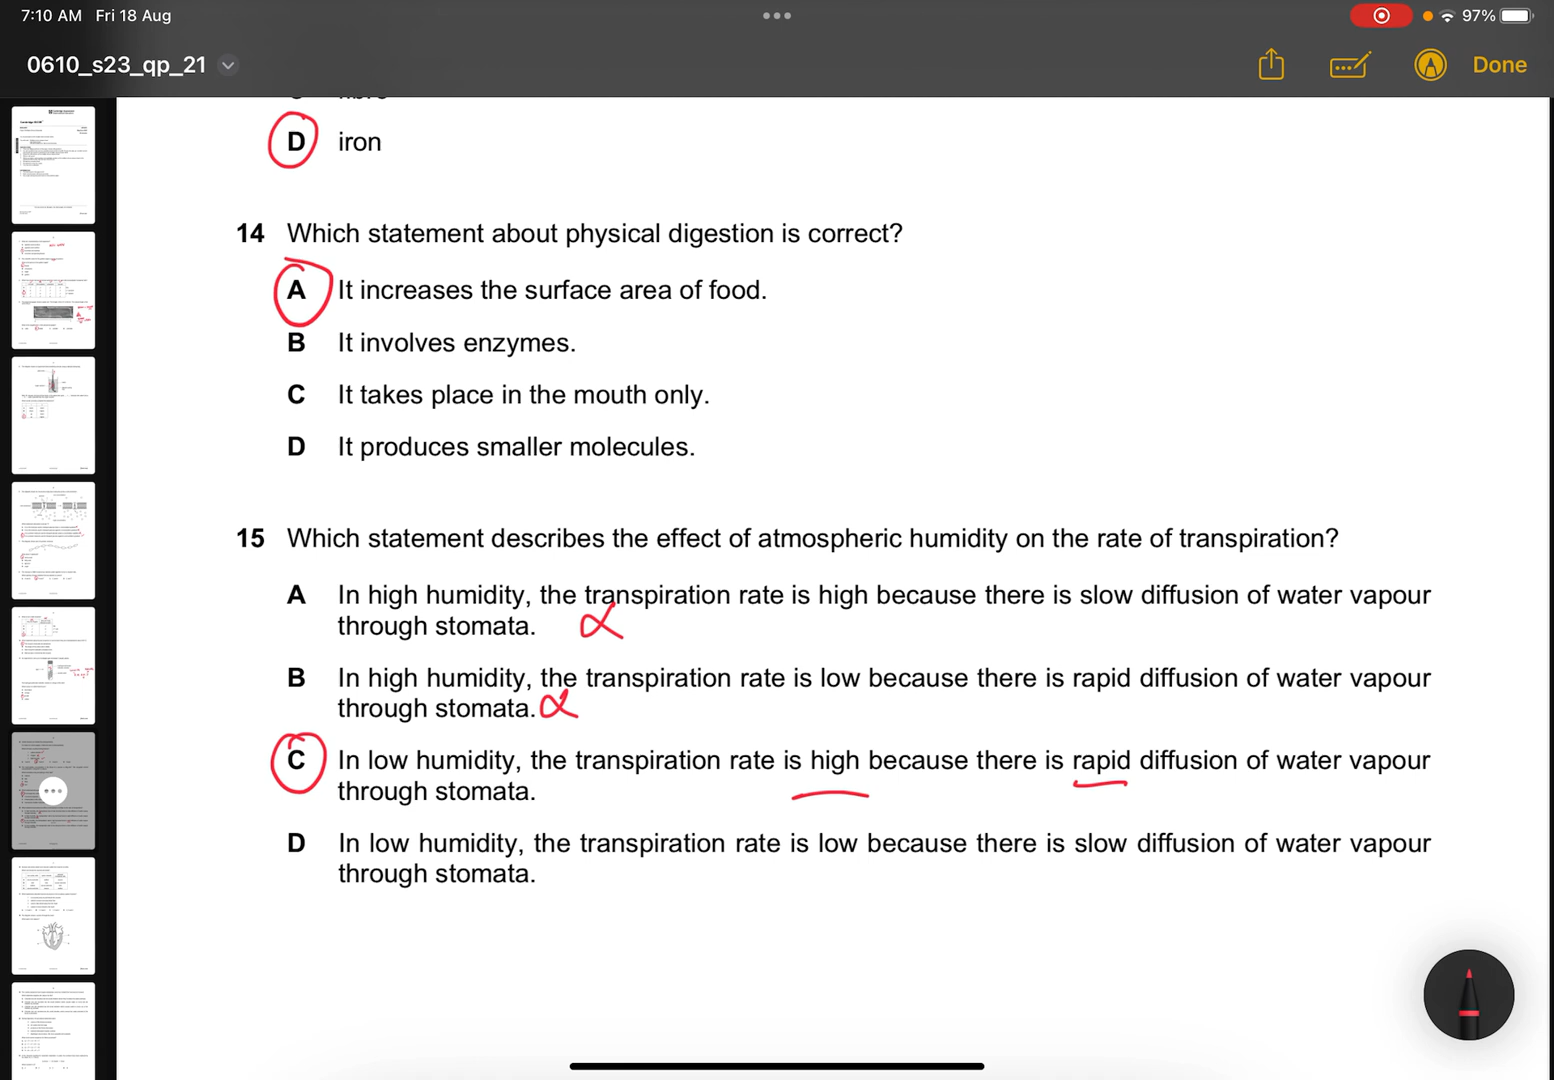 7:10 AM Fri 18 Aug
97%
0610_s23_qp_21
Done
D iron
14 Which statement about physical digestion is correct?
A It increases the surface area of food.
B It involves enzymes.
C It takes place in the mouth only.
D It produces smaller molecules.
15 Which statement describes the effect of atmospheric humidity on the rate of transpiration?
A In high humidity, the transpiration rate is high because there is slow diffusion of water vapour
through stomata.
B In high humidity, the transpiration rate is low because there is rapid diffusion of water vapour
through stomata.
C In low humidity, the transpiration rate is high because there is rapid diffusion of water vapour
through stomata.
D In low humidity, the transpiration rate is low because there is slow diffusion of water vapour
through stomata.